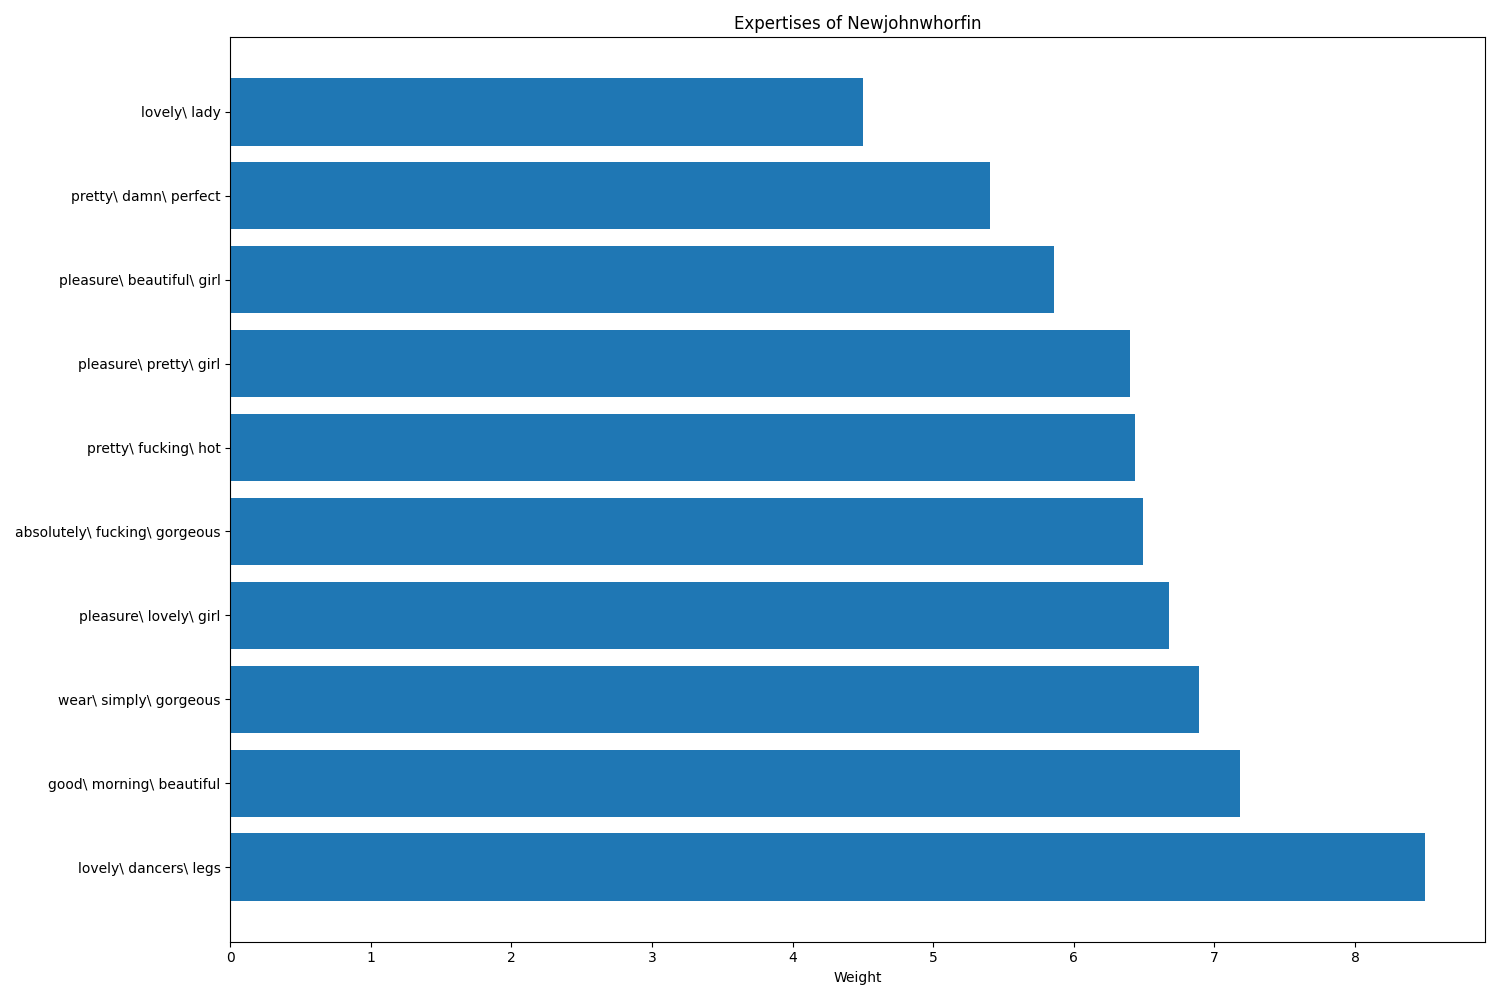 Expertises of Newjohnwhorfin
lovely\ lady
pretty\ damn\ perfect
pleasure\ beautiful\ girl
pleasure\ pretty\ girl
pretty\ fucking\ hot
absolutely\ fucking\ gorgeous
pleasure\ lovely\ girl
wear\ simply\ gorgeous
good\ morning\ beautiful
lovely\ dancers\ legs
0 1 2 3 4 5 6 7 8
Weight